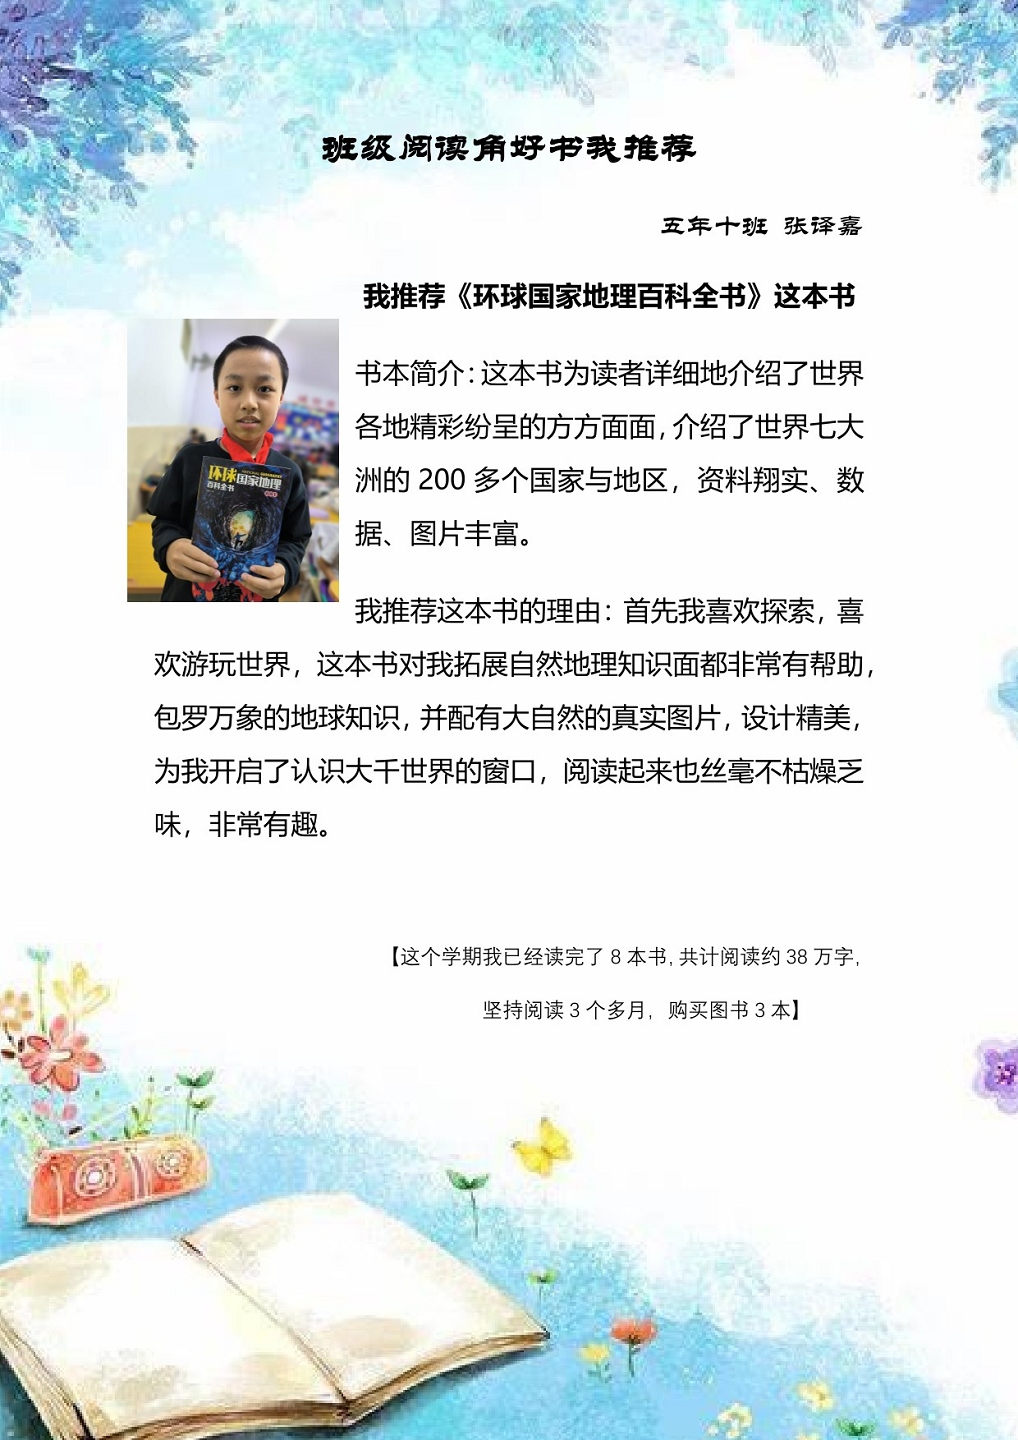 班级阅读角好书我推荐
五年十班 张译嘉
我推荐《环球国家地理百科全书》这本书
书本简介：这本书为读者详细地介绍了世界
各地精彩纷呈的方方面面，介绍了世界七大
洲的 200 多个国家与地区，资料翔实、数
据、图片丰富。
环球国家地理
百科全书
我推荐这本书的理由：首先我喜欢探索，喜
欢游玩世界，这本书对我拓展自然地理知识面都非常有帮助，
包罗万象的地球知识，并配有大自然的真实图片，设计精美，
为我开启了认识大千世界的窗口，阅读起来也丝毫不枯燥乏
味，非常有趣。
【这个学期我已经读完了 8 本书，共计阅读约 38 万字，
坚持阅读 3 个多月，购买图书 3 本】